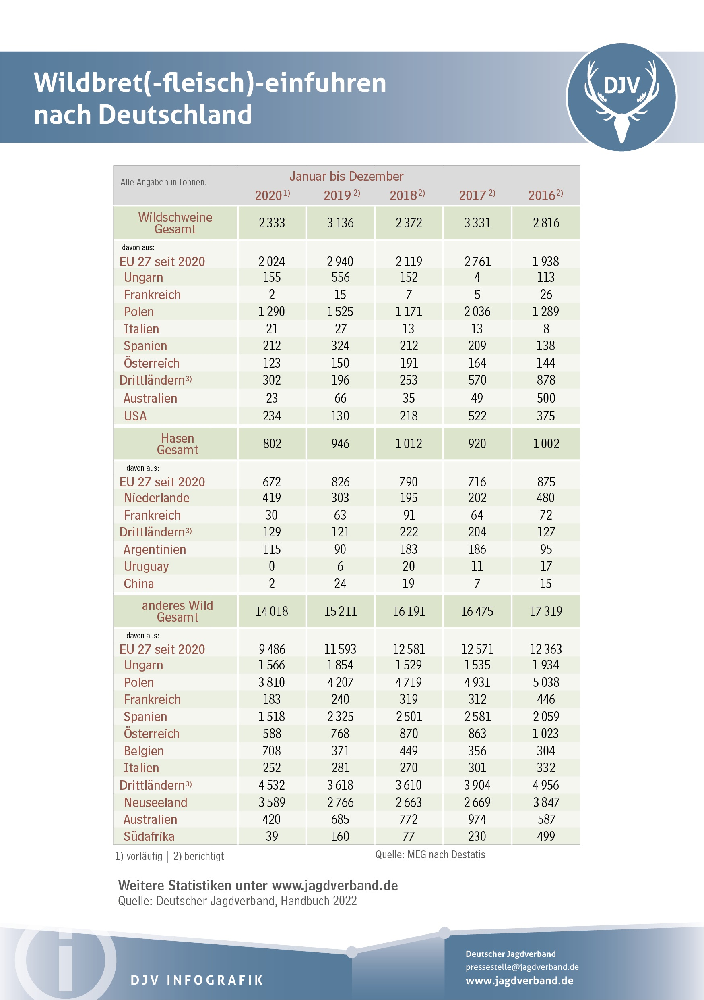 Wildbret(-fleisch)-einfuhren
nach Deutschland
DJV
Alle Angaben in Tonnen.
Januar bis Dezember
2020 1) 2019 2) 2018 2) 2017 2) 2016 2)
Wildschweine
Gesamt
2 333 3 136 2 372 3 331 2 816
davon aus:
EU 27 seit 2020 2 024 2 940 2 119 2 761 1 938
Ungarn 155 556 152 4 113
Frankreich 2 15 7 5 26
Polen 1 290 1 525 1 171 2 036 1 289
Italien 21 27 13 13 8
Spanien 212 324 212 209 138
Österreich 123 150 191 164 144
Drittländern 3) 302 196 253 570 878
Australien 23 66 35 49 500
USA 234 130 218 522 375
Hasen
Gesamt
802 946 1 012 920 1 002
davon aus:
EU 27 seit 2020 672 826 790 716 875
Niederlande 419 303 195 202 480
Frankreich 30 63 91 64 72
Drittländern 3) 129 121 222 204 127
Argentinien 115 90 183 186 95
Uruguay 0 6 20 11 17
China 2 24 19 7 15
anderes Wild
Gesamt
14 018 15 211 16 191 16 475 17 319
davon aus:
EU 27 seit 2020 9 486 11 593 12 581 12 571 12 363
Ungarn 1 566 1 854 1 529 1 535 1 934
Polen 3 810 4 207 4 719 4 931 5 038
Frankreich 183 240 319 312 446
Spanien 1 518 2 325 2 501 2 581 2 059
Österreich 588 768 870 863 1 023
Belgien 708 371 449 356 304
Italien 252 281 270 301 332
Drittländern 3) 4 532 3 618 3 610 3 904 4 956
Neuseeland 3 589 2 766 2 663 2 669 3 847
Australien 420 685 772 974 587
Südafrika 39 160 77 230 499
1) vorläufig | 2) berichtigt
Quelle: MEG nach Destatis
Weitere Statistiken unter www.jagdverband.de
Quelle: Deutscher Jagdverband, Handbuch 2022
DJV INFOGRAFIK
Deutscher Jagdverband
pressestelle@jagdverband.de
www.jagdverband.de